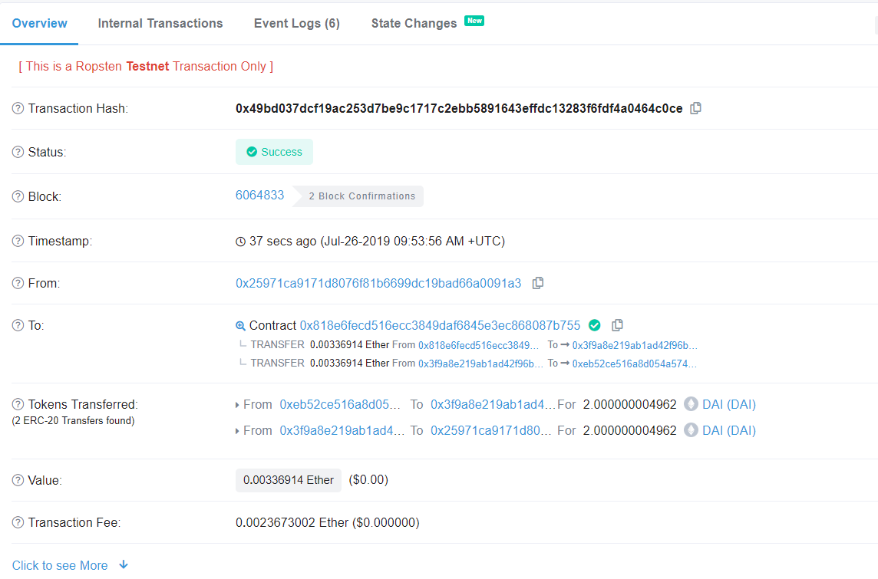 Overview Internal Transactions Event Logs (6) State Changes New
[ This is a Ropsten Testnet Transaction Only ]
Transaction Hash: 0x49bd037dcf19ac253d7be9c1717c2ebb5891643effdc13283f6fdf4a0464c0ce
Status: Success
Block: 6064833 2 Block Confirmations
Timestamp: 37 secs ago (Jul-26-2019 09:53:56 AM +UTC)
From: 0x25971ca9171d8076f81b6699dc19bad66a0091a3
To: Contract 0x818e6fecd516ecc3849daf6845e3ec868087b755
TRANSFER 0.00336914 Ether From 0x818e6fecd516ecc3849... To → 0x3f9a8e219ab1ad42f96b...
TRANSFER 0.00336914 Ether From 0x3f9a8e219ab1ad42f96b... To → 0xeb52ce516a8d054a574...
Tokens Transferred: From 0xeb52ce516a8d05... To 0x3f9a8e219ab1ad4... For 2.000000004962 DAI (DAI)
(2 ERC-20 Transfers found)
From 0x3f9a8e219ab1ad4... To 0x25971ca9171d80... For 2.000000004962 DAI (DAI)
Value: 0.00336914 Ether ($0.00)
Transaction Fee: 0.0023673002 Ether ($0.000000)
Click to see More ↓